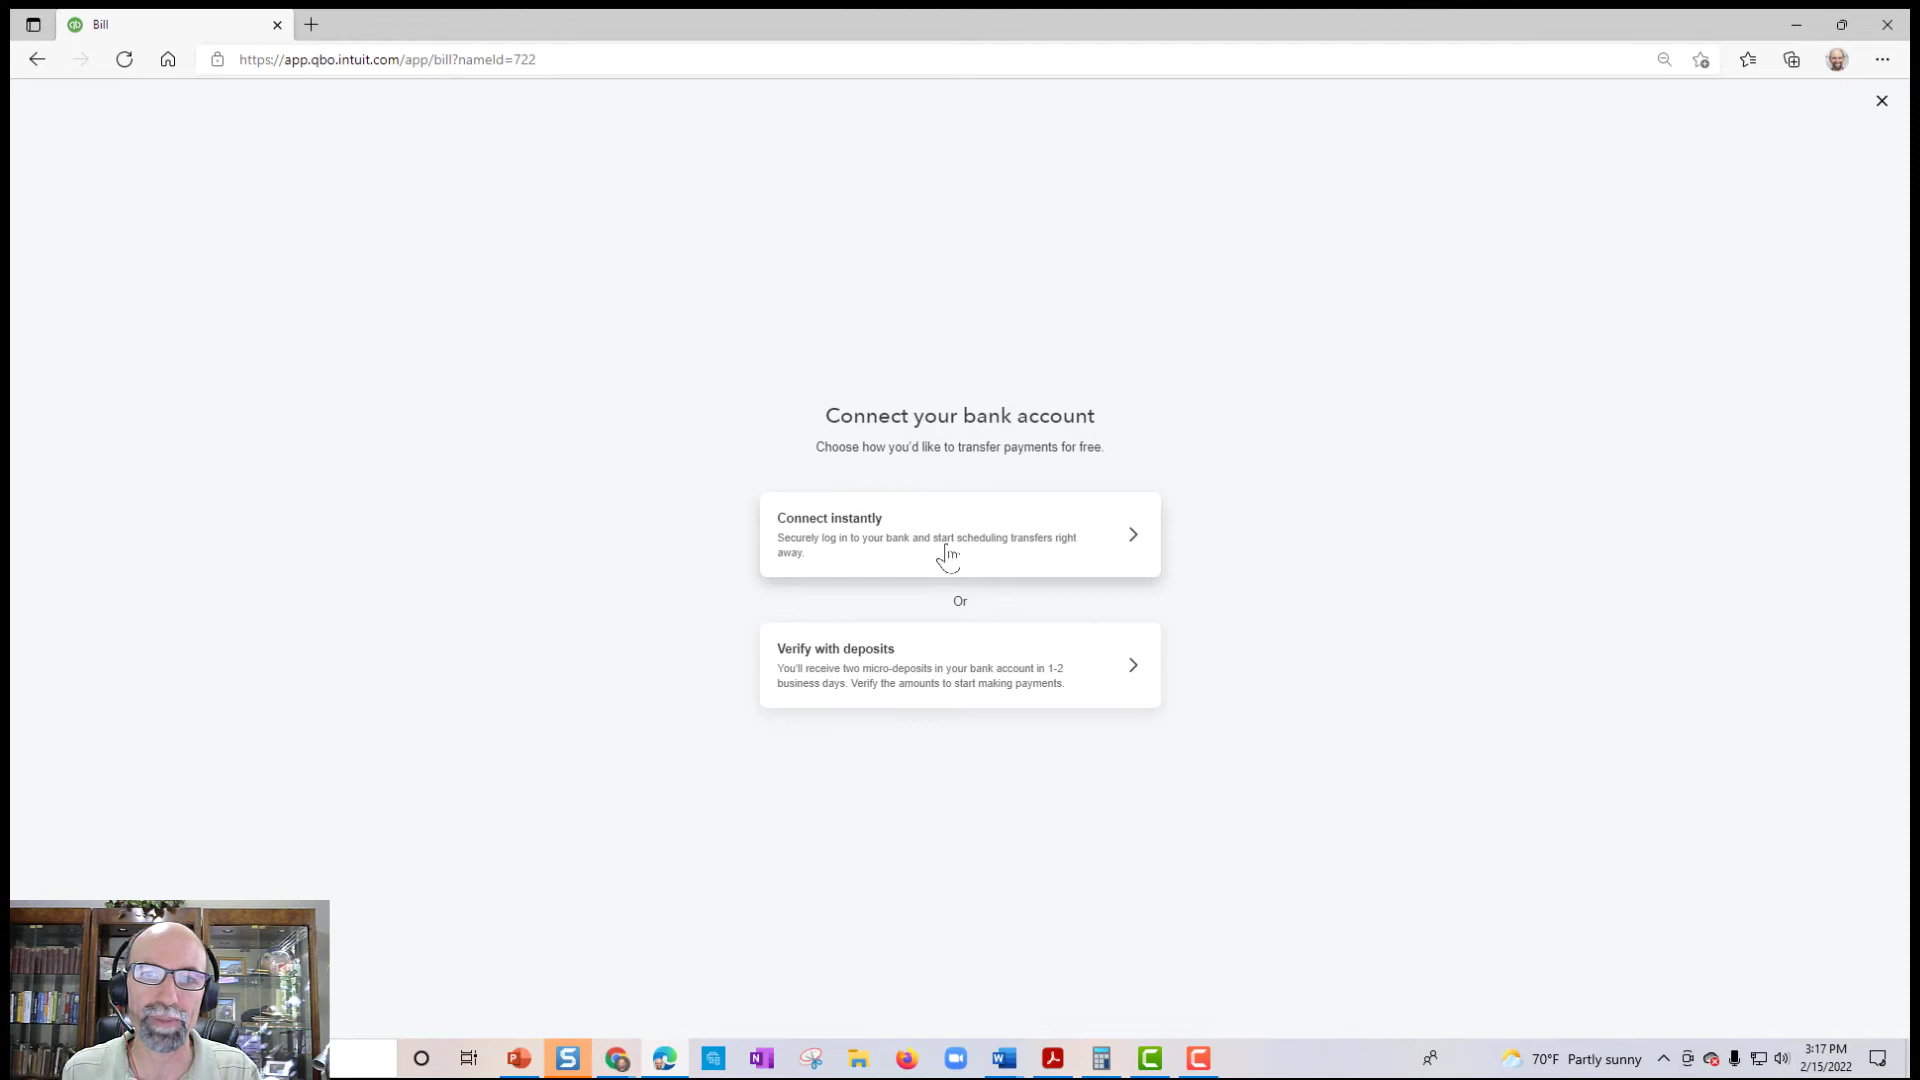 Bill
https://app.qbo.intuit.com/app/bill?nameId=722
Connect your bank account
Choose how you'd like to transfer payments for free.
Connect instantly
Securely log in to your bank and start scheduling transfers right
away.
Or
Verify with deposits
You'll receive two micro-deposits in your bank account in 1-2
business days. Verify the amounts to start making payments.
70°F Partly sunny
3:17 PM
2/15/2022